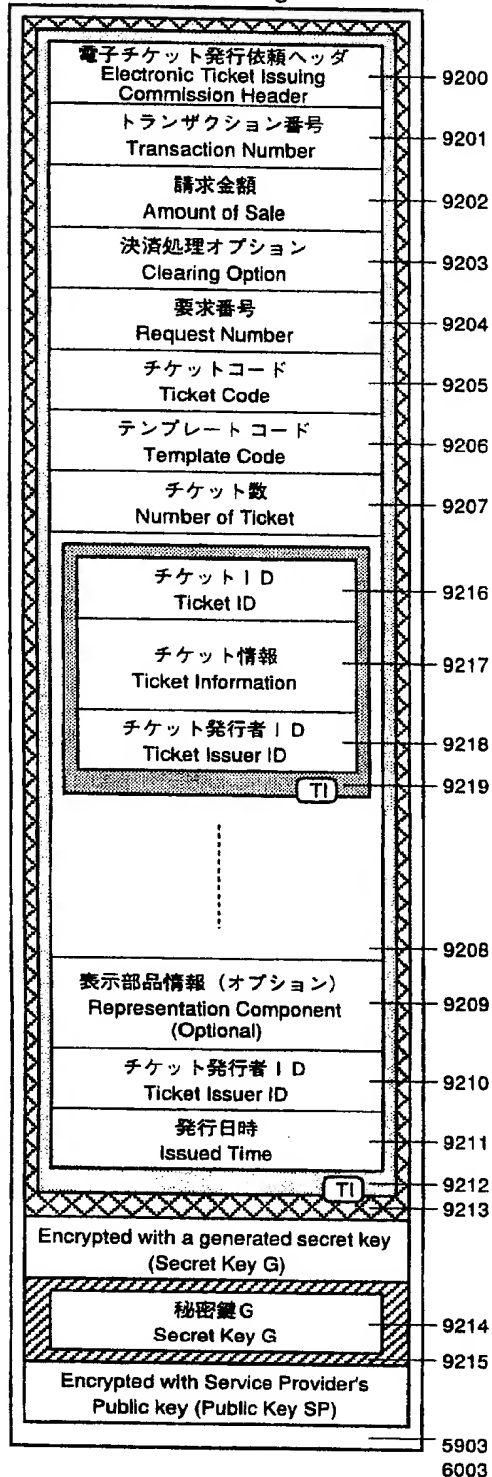 電子チケット発行依頼ヘッダ
Electronic Ticket Issuing
Commission Header
9200
トランザクション番号
Transaction Number
9201
請求金額
Amount of Sale
9202
決済処理オプション
Clearing Option
9203
要求番号
Request Number
9204
チケットコード
Ticket Code
9205
テンプレートコード
Template Code
9206
チケット数
Number of Ticket
9207
チケットID
Ticket ID
9216
チケット情報
Ticket Information
9217
チケット発行者ID
Ticket Issuer ID
9218
TI
9219
9208
表示部品情報（オプション）
Representation Component
(Optional)
9209
チケット発行者ID
Ticket Issuer ID
9210
発行日時
Issued Time
9211
TI
9212
9213
Encrypted with a generated secret key
(Secret Key G)
秘密鍵G
Secret Key G
9214
9215
Encrypted with Service Provider's
Public key (Public Key SP)
5903
6003